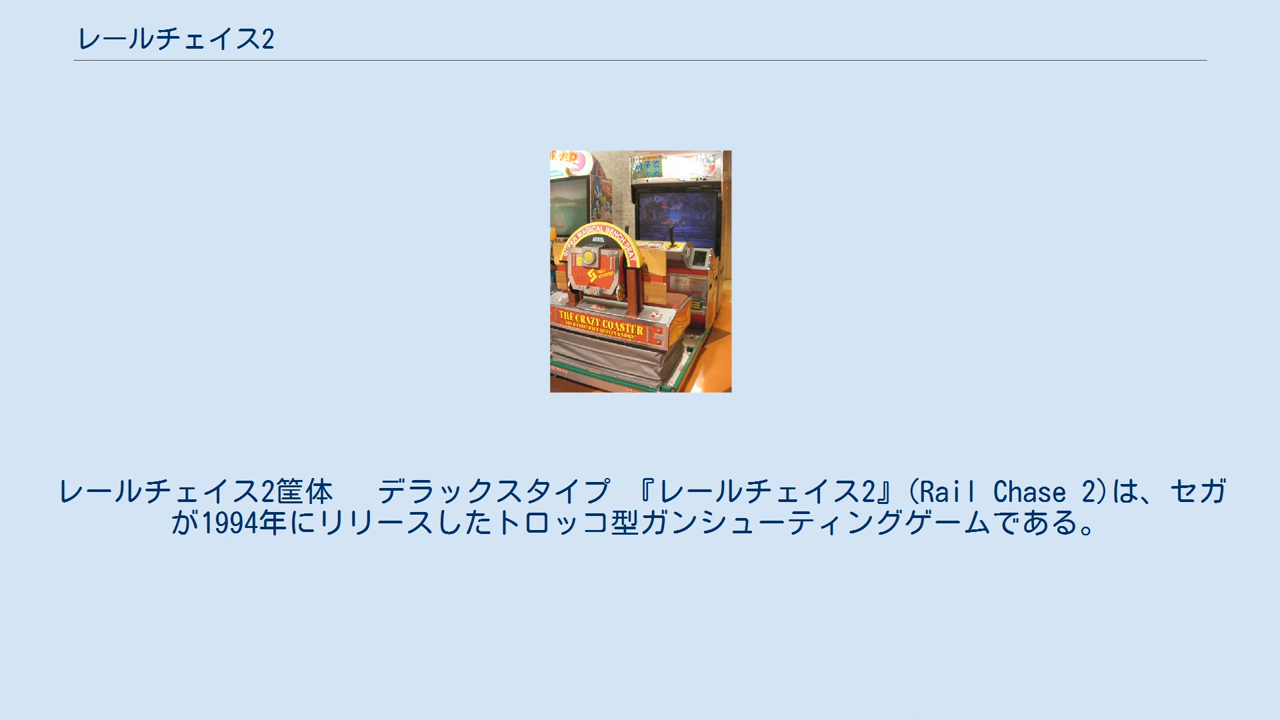 レールチェイス2
SUPER MAGICAL BENCH SEAT
THE CRAZY COASTER
レールチェイス2筐体　 デラックスタイプ 『レールチェイス2』(Rail Chase 2)は、セガ
が1994年にリリースしたトロッコ型ガンシューティングゲームである。